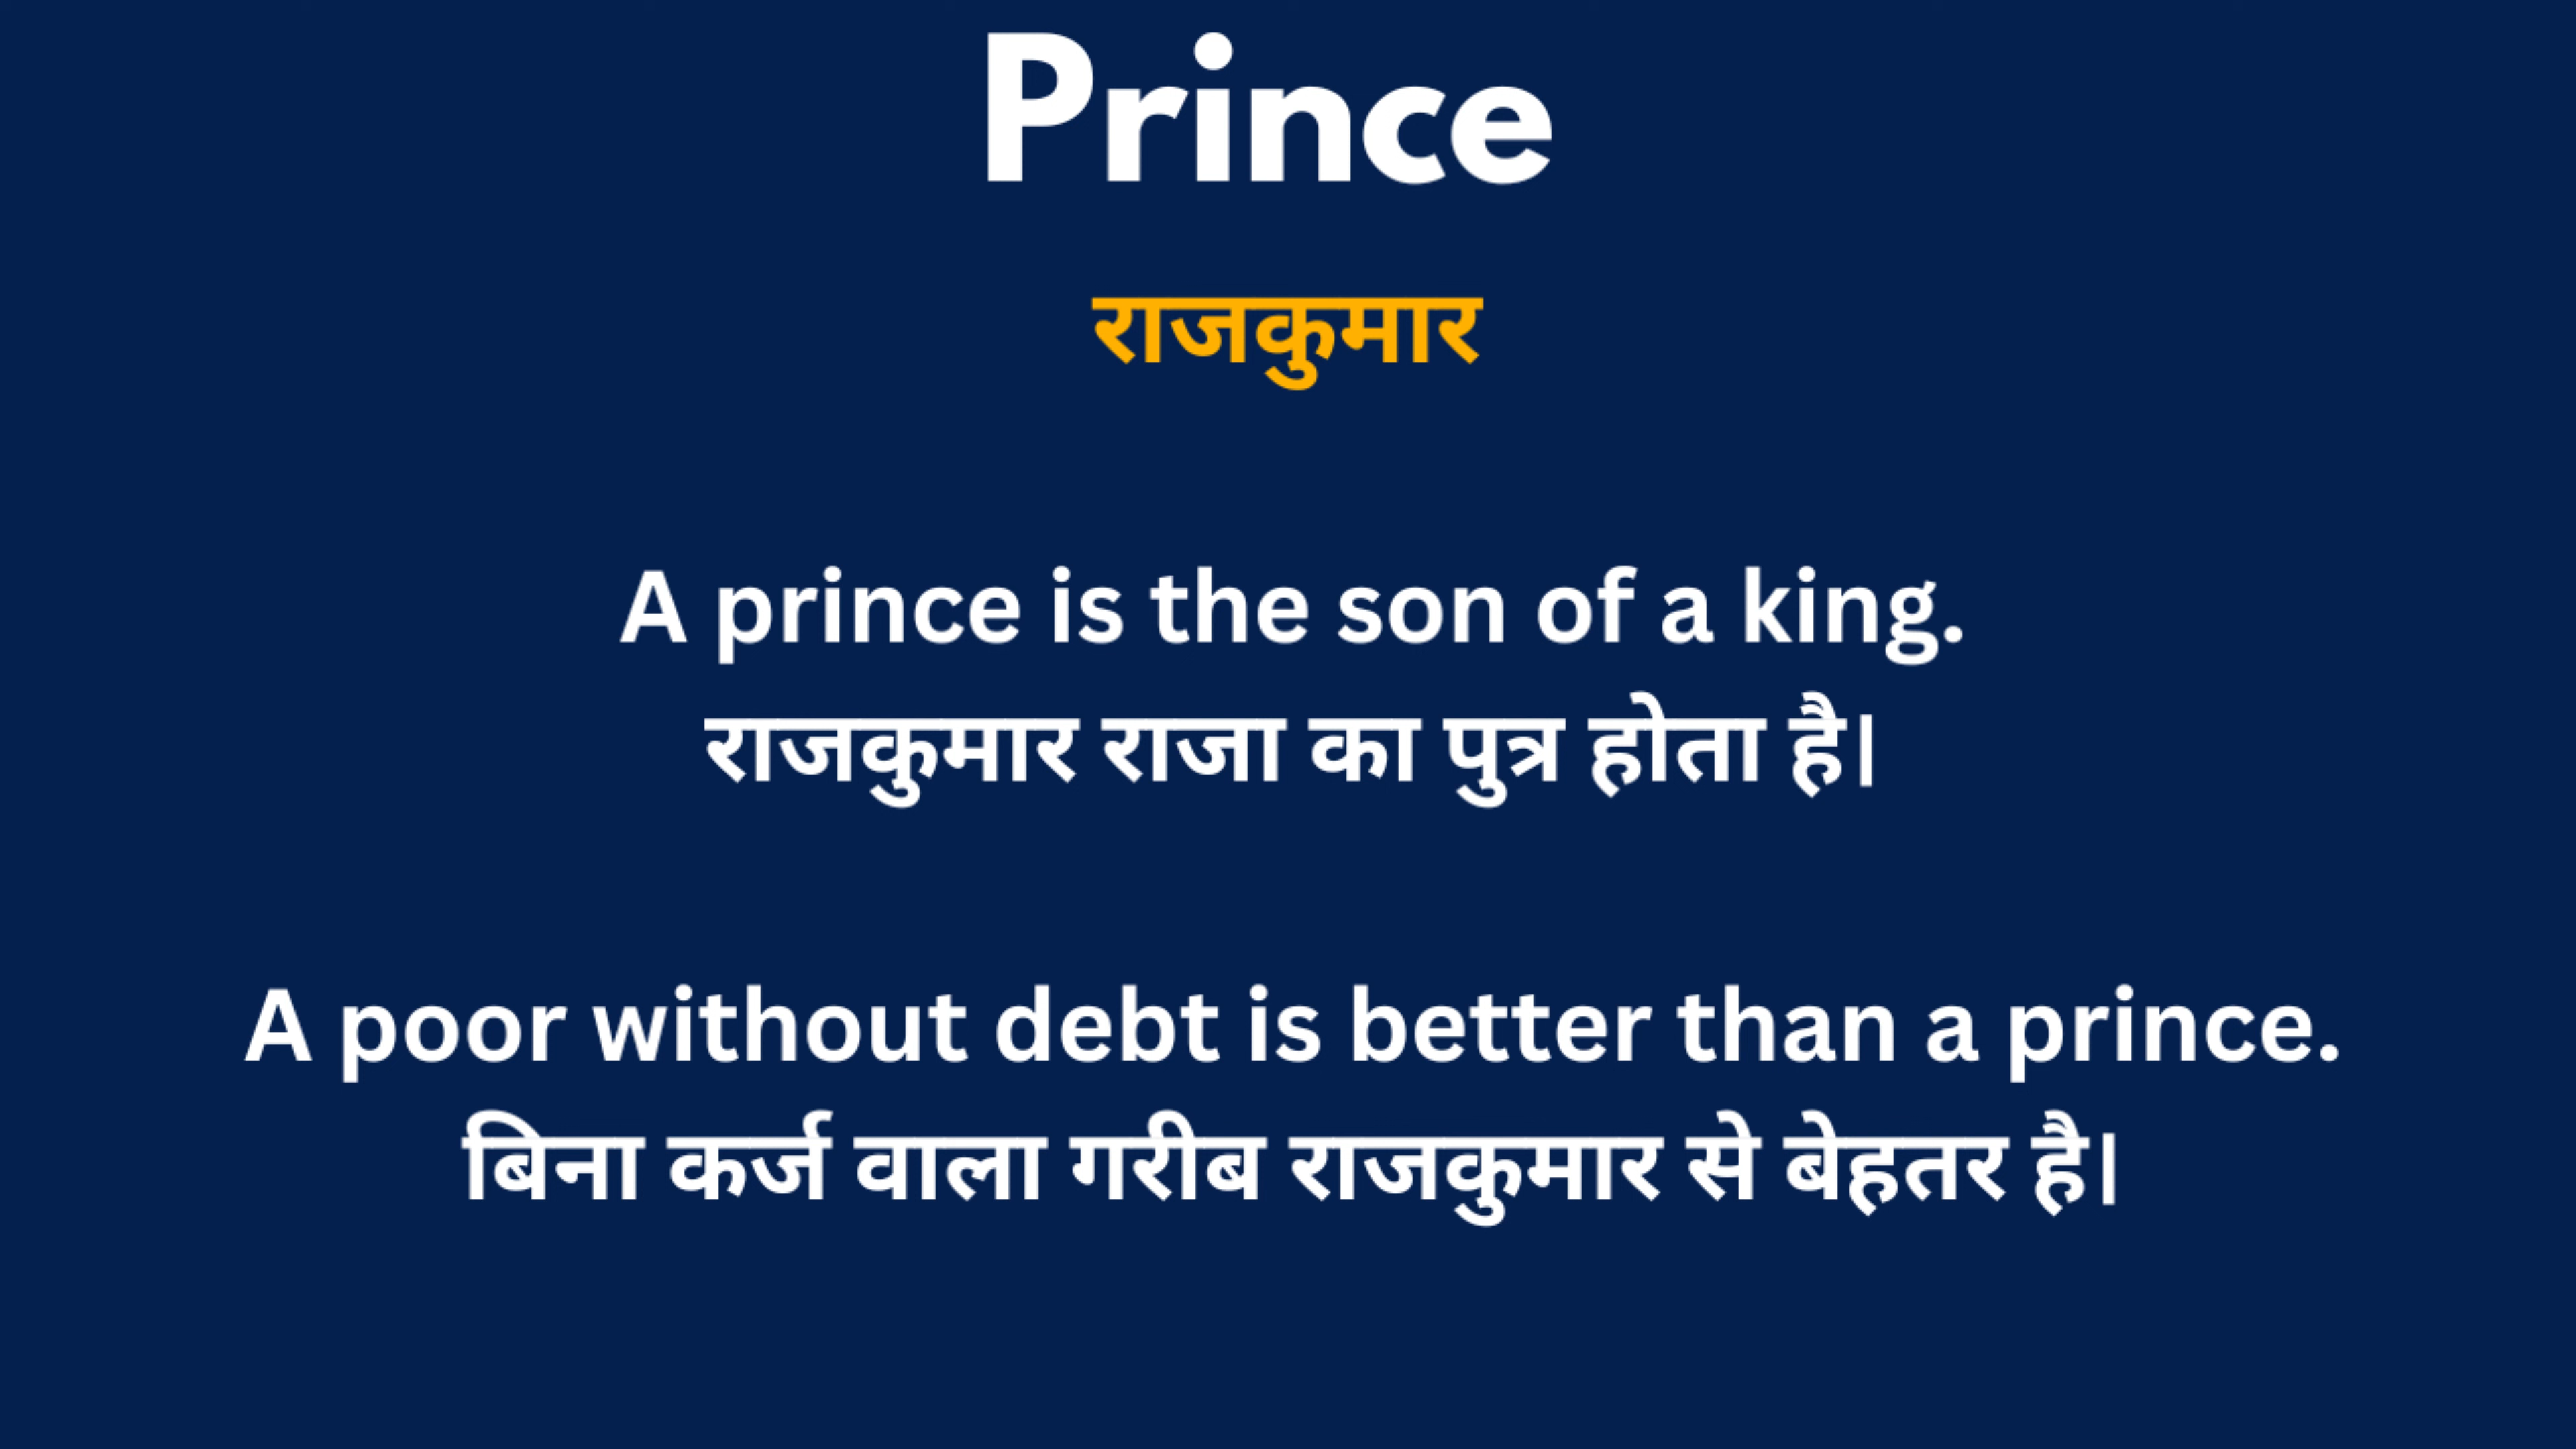 Prince
राजकुमार
A prince is the son of a king.
राजकुमार राजा का पुत्र होता है।
A poor without debt is better than a prince.
बिना कर्ज वाला गरीब राजकुमार से बेहतर है।